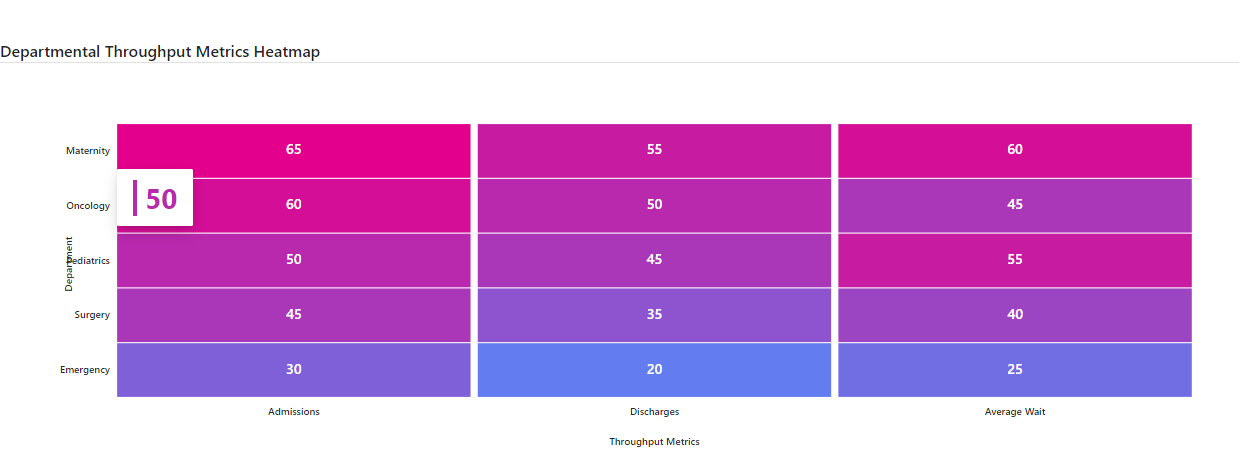 Departmental Throughput Metrics Heatmap
Maternity 65 55 60
50
Oncology 60 50 45
Department
Pediatrics 50 45 55
Surgery 45 35 40
Emergency 30 20 25
Admissions Discharges Average Wait
Throughput Metrics